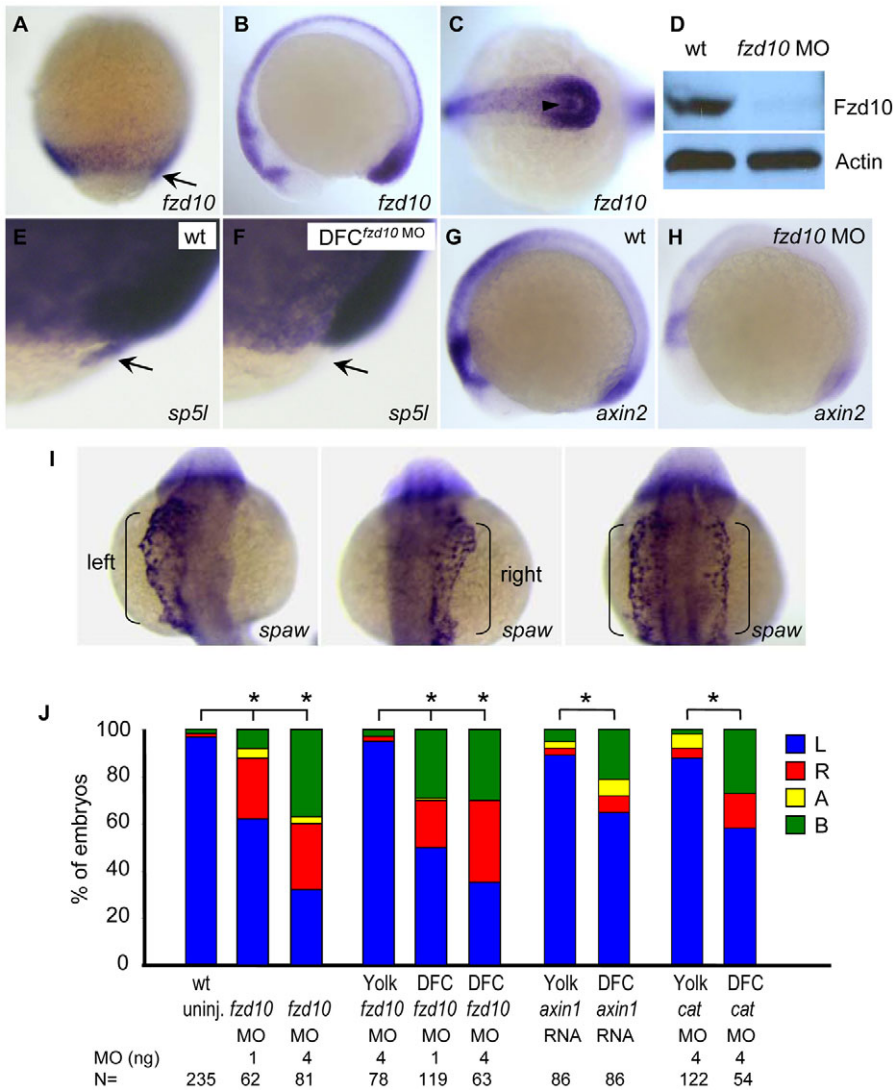 A
fzd10
B
fzd10
C
fzd10
D
wt fzd10 MO
Fzd10
Actin
E
wt
sp5l
F
DFC fzd10 MO
sp5l
G
wt
axin2
H
fzd10 MO
axin2
I
left
spaw
right
spaw
spaw
J
* * * * * *
100
80
60
40
20
0
% of embryos
L
R
A
B
wt Yolk DFC DFC Yolk DFC Yolk DFC
uninj. fzd10 fzd10 fzd10 fzd10 fzd10 axin1 axin1 cat cat
MO MO MO MO MO RNA RNA MO MO
MO (ng) 1 4 4 1 4 4 4
N= 235 62 81 78 119 63 86 86 122 54